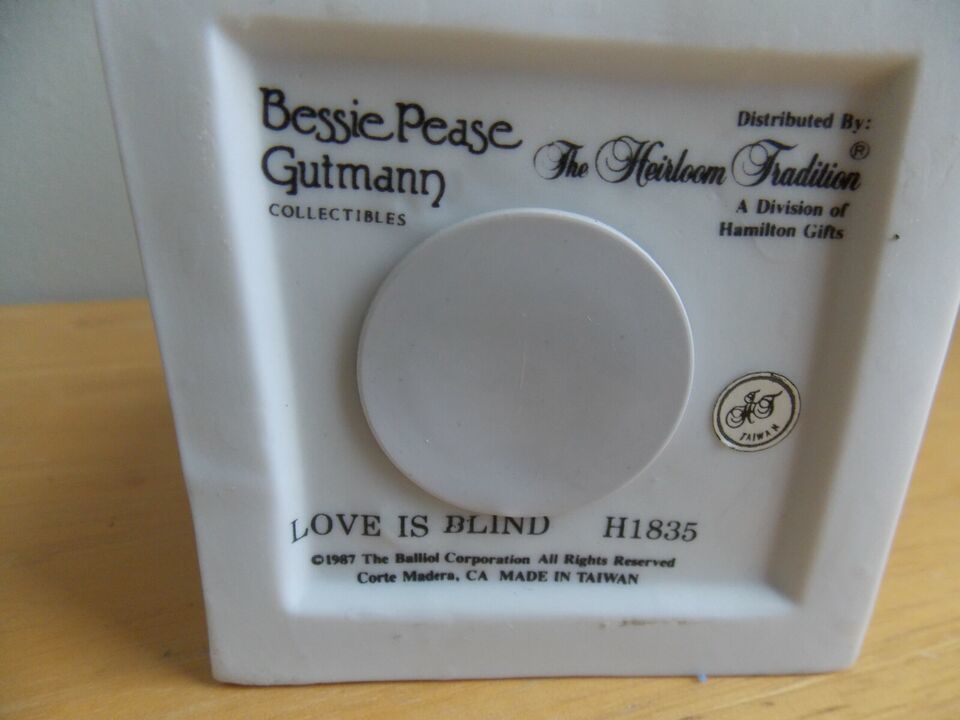 Bessie Pease
Gutmann
COLLECTIBLES
Distributed By:
The Heirloom Tradition®
A Division of
Hamilton Gifts
HT
TAIWAN
LOVE IS BLIND H1835
©1987 The Balliol Corporation All Rights Reserved
Corte Madera, CA MADE IN TAIWAN